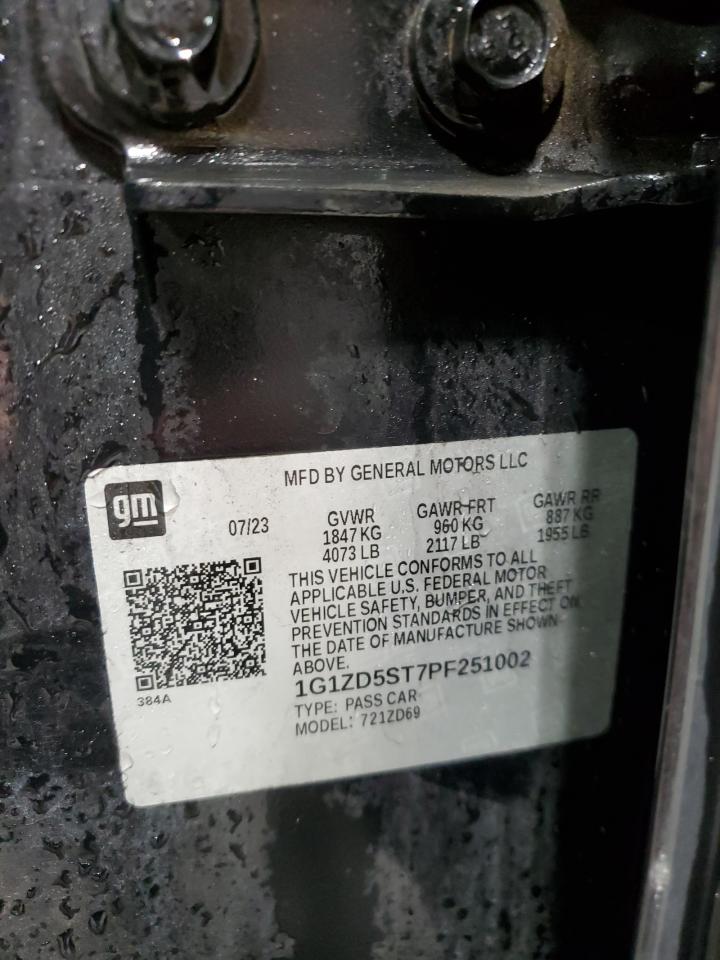 MFD BY GENERAL MOTORS LLC
gm
07/23
GVWR GAWR FRT GAWR RR
1847 KG 960 KG 887 KG
4073 LB 2117 LB 1955 LB
THIS VEHICLE CONFORMS TO ALL
APPLICABLE U.S. FEDERAL MOTOR
VEHICLE SAFETY, BUMPER, AND THEFT
PREVENTION STANDARDS IN EFFECT ON
THE DATE OF MANUFACTURE SHOWN
ABOVE.
1G1ZD5ST7PF251002
384A
TYPE: PASS CAR
MODEL: 721ZD69